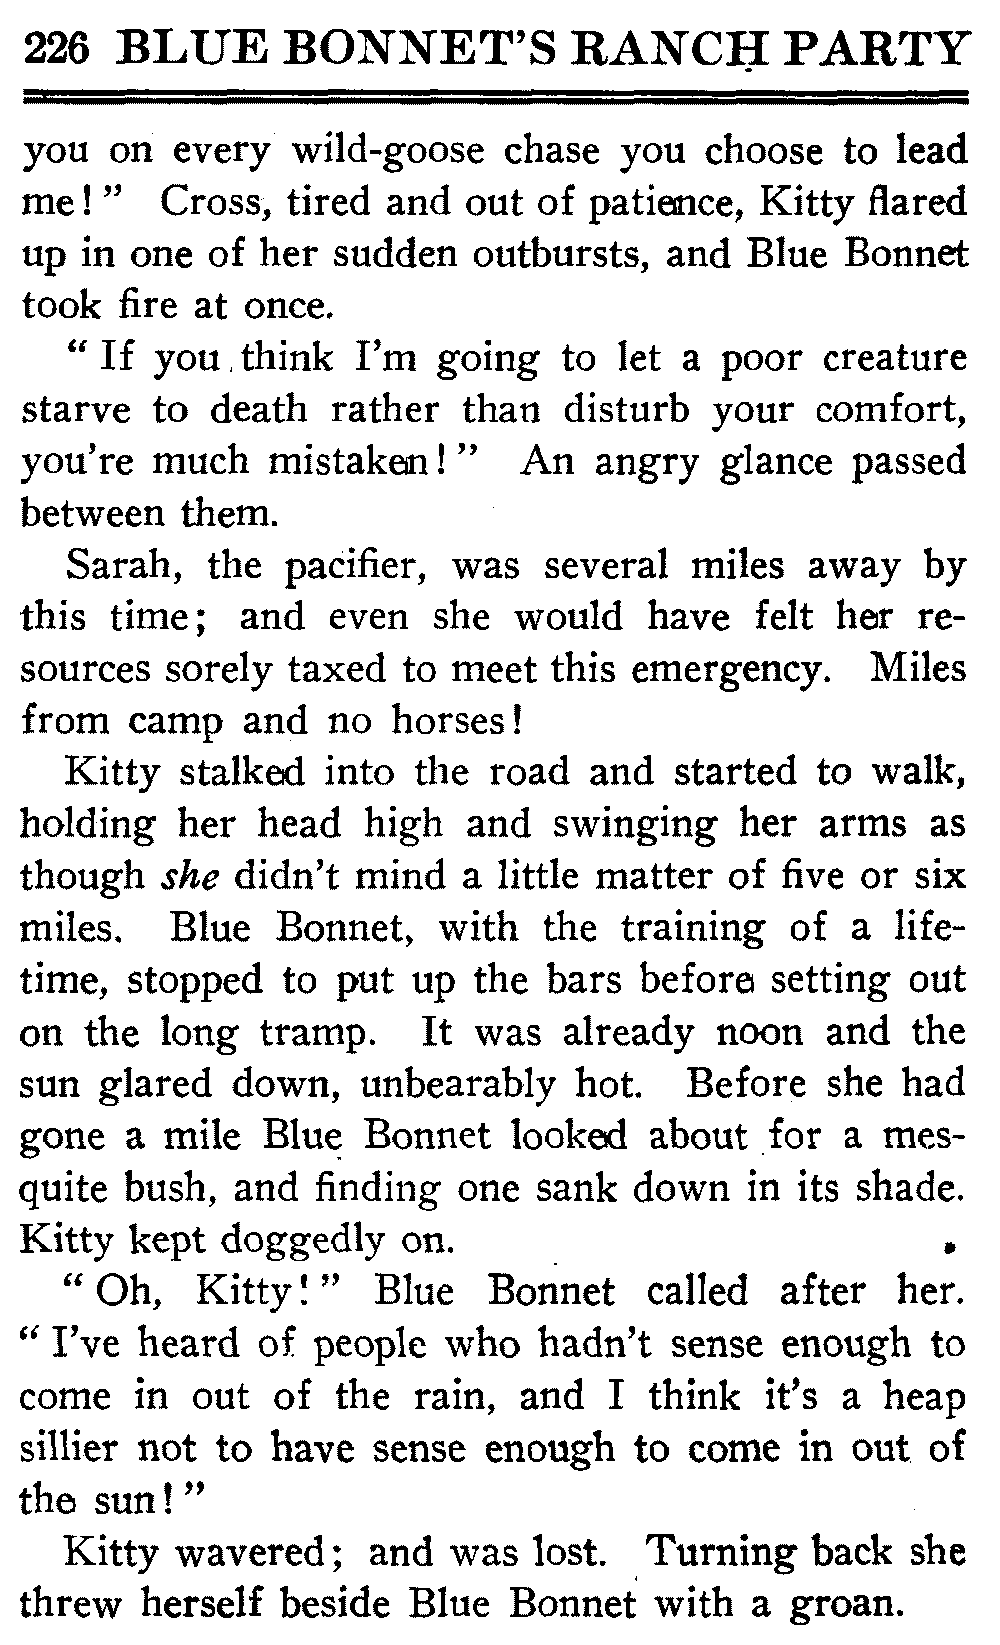 226 BLUE BONNET'S RANCH PARTY
you on every wild-goose chase you choose to lead
me!" Cross, tired and out of patience, Kitty flared
up in one of her sudden outbursts, and Blue Bonnet
took fire at once.
"If you think I'm going to let a poor creature
starve to death rather than disturb your comfort,
you're much mistaken!" An angry glance passed
between them.
Sarah, the pacifier, was several miles away by
this time; and even she would have felt her re-
sources sorely taxed to meet this emergency. Miles
from camp and no horses!
Kitty stalked into the road and started to walk,
holding her head high and swinging her arms as
though she didn't mind a little matter of five or six
miles. Blue Bonnet, with the training of a life-
time, stopped to put up the bars before setting out
on the long tramp. It was already noon and the
sun glared down, unbearably hot. Before she had
gone a mile Blue Bonnet looked about for a mes-
quite bush, and finding one sank down in its shade.
Kitty kept doggedly on.
"Oh, Kitty!" Blue Bonnet called after her.
"I've heard of people who hadn't sense enough to
come in out of the rain, and I think it's a heap
sillier not to have sense enough to come in out of
the sun!"
Kitty wavered; and was lost. Turning back she
threw herself beside Blue Bonnet with a groan.